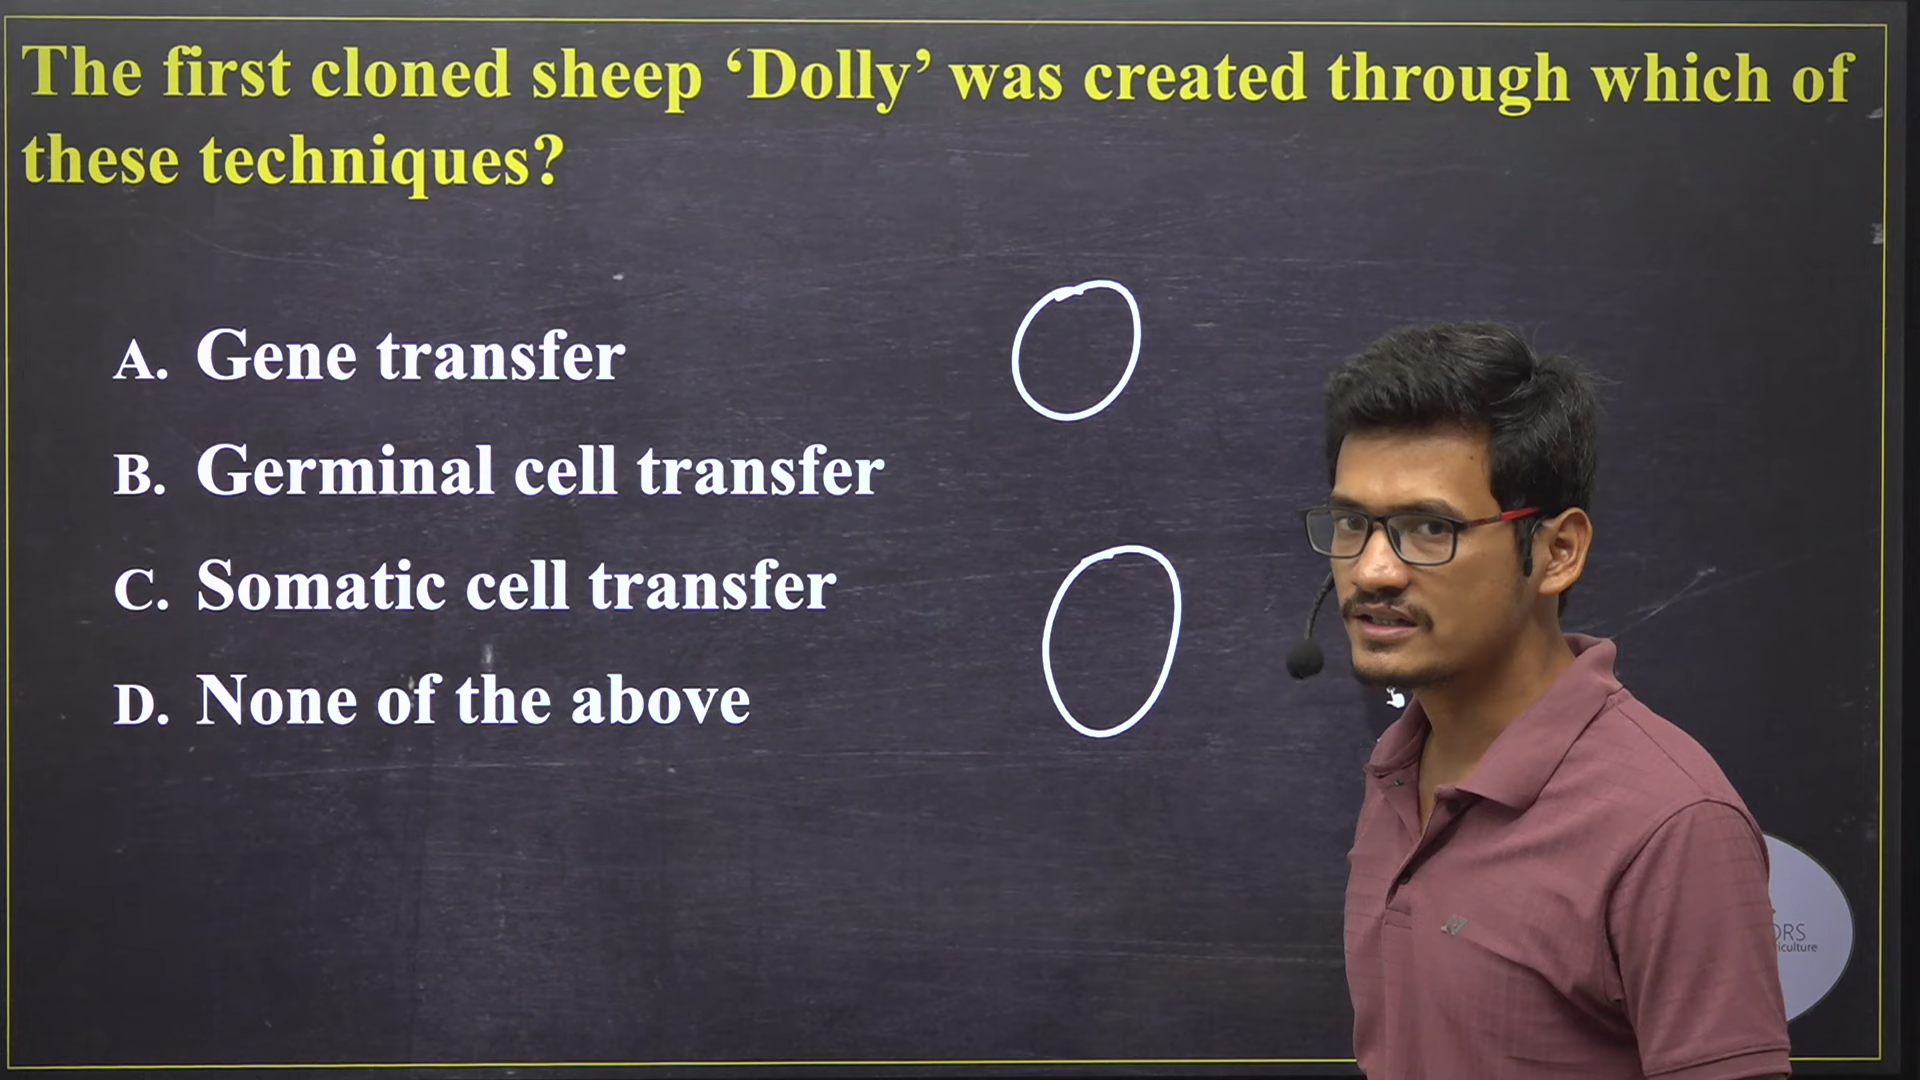 The first cloned sheep ‘Dolly’ was created through which of
these techniques?
A. Gene transfer
B. Germinal cell transfer
C. Somatic cell transfer
D. None of the above